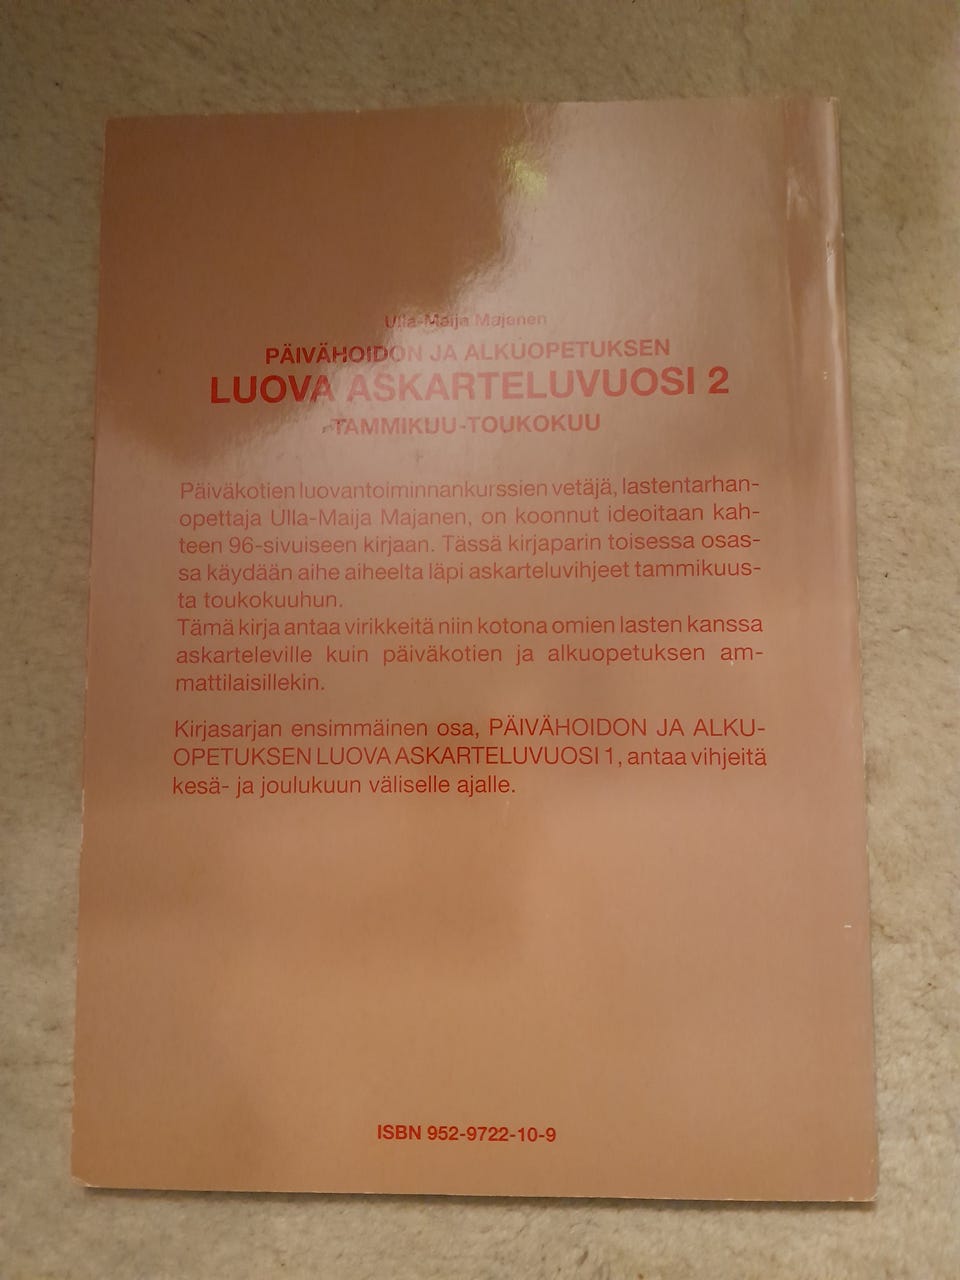 Ulla-Maija Majanen
PÄIVÄHOIDON JA ALKUOPETUKSEN
LUOVA ASKARTELUVUOSI 2
TAMMIKUU-TOUKOKUU
Päiväkotien luovantoiminnankurssien vetäjä, lastentarhan-
opettaja Ulla-Maija Majanen, on koonnut ideoitaan kah-
teen 96-sivuiseen kirjaan. Tässä kirjaparin toisessa osas-
sa käydään aihe aiheelta läpi askarteluvihjeet tammikuus-
ta toukokuuhun.
Tämä kirja antaa virikkeitä niin kotona omien lasten kanssa
askarteleville kuin päiväkotien ja alkuopetuksen am-
mattilaisillekin.
Kirjasarjan ensimmäinen osa, PÄIVÄHOIDON JA ALKU-
OPETUKSEN LUOVA ASKARTELUVUOSI 1, antaa vihjeitä
kesä- ja joulukuun väliselle ajalle.
ISBN 952-9722-10-9